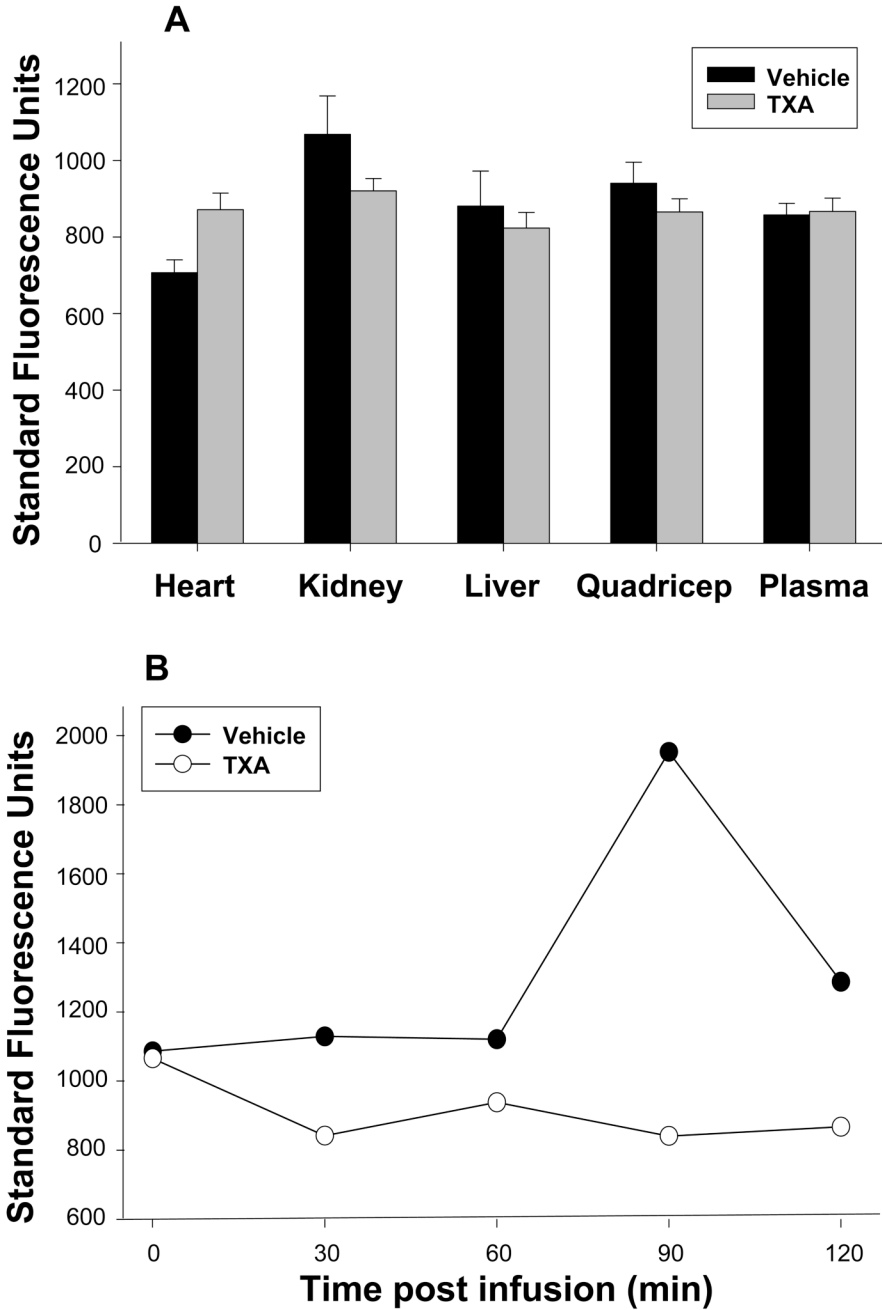 A
Standard Fluorescence Units
1200
1000
800
600
400
200
0
Vehicle
TXA
Heart Kidney Liver Quadricep Plasma
B
Standard Fluorescence Units
2000
1800
1600
1400
1200
1000
800
600
Vehicle
TXA
0 30 60 90 120
Time post infusion (min)